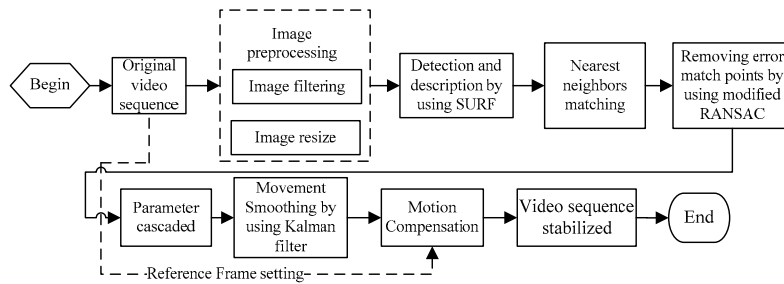 Begin
Original
video
sequence
Image
preprocessing
Image filtering
Image resize
Detection and
description by
using SURF
Nearest
neighbors
matching
Removing error
match points by
using modified
RANSAC
Parameter
cascaded
Movement
Smoothing by
using Kalman
filter
Motion
Compensation
Video sequence
stabilized
End
Reference Frame setting